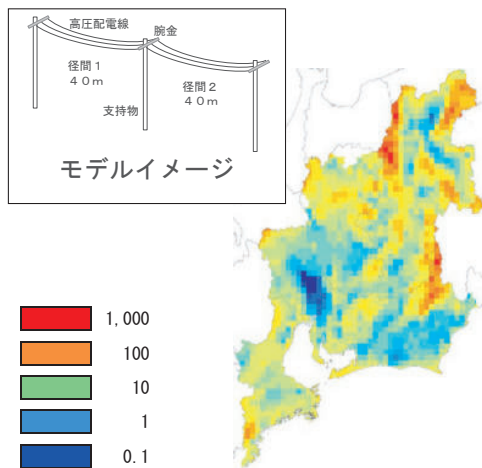 高圧配電線
腕金
径間１
４０ｍ
径間２
４０ｍ
支持物
モデルイメージ
1,000
100
10
1
0.1